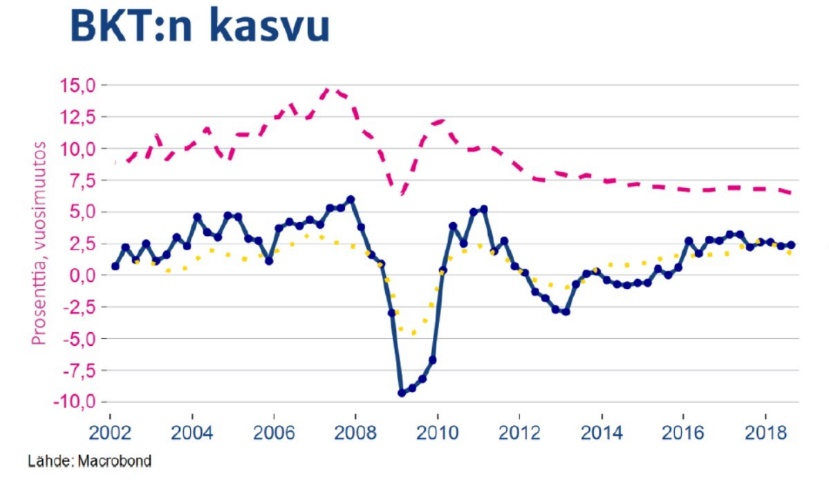 BKT:n kasvu
Prosenttia, vuosimuutos
15,0
12,5
10,0
7,5
5,0
2,5
0,0
-2,5
-5,0
-7,5
-10,0
2002 2004 2006 2008 2010 2012 2014 2016 2018
Lähde: Macrobond